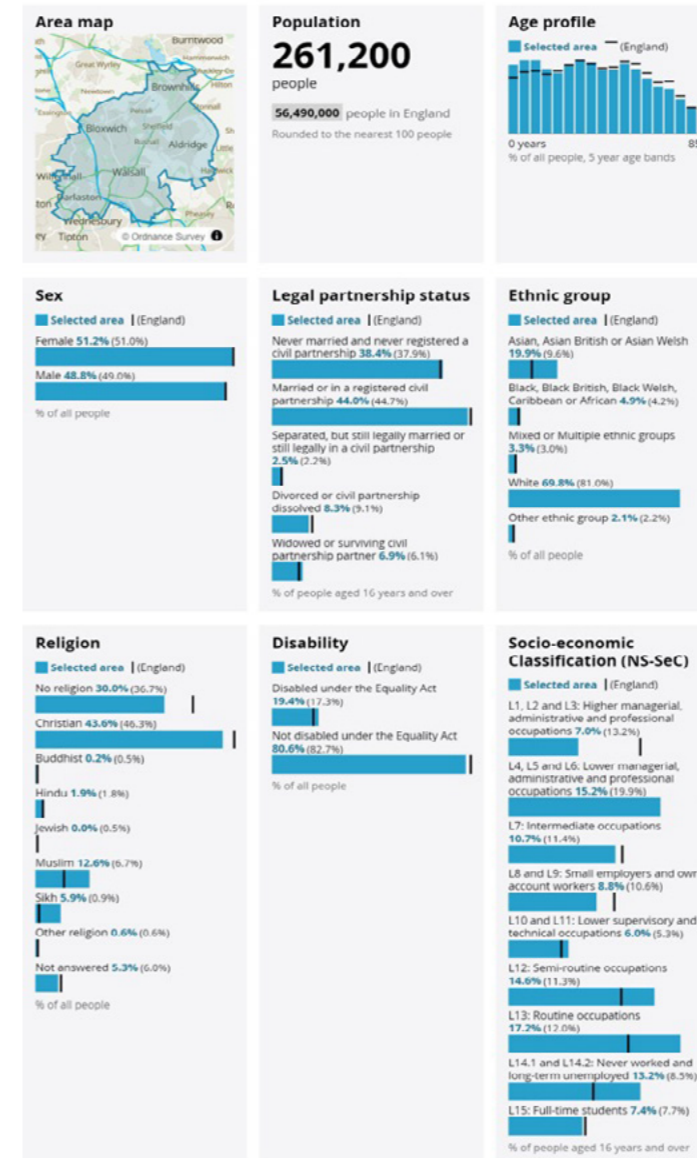 Area map
Burntwood
Great Wyrley
Hammerwich
Brownhills
Hilton
Newtown
Essington
Pelsall
Bloxwich
Shelfield
Rushall
Aldridge
Walsall
Darlaston
Wednesbury
Pheasey
Tipton
© Ordnance Survey
Population
261,200
people
56,490,000 people in England
Rounded to the nearest 100 people
Age profile
Selected area (England)
0 years
85
% of all people, 5 year age bands
Sex
Selected area (England)
Female 51.2% (51.0%)
Male 48.8% (49.0%)
% of all people
Legal partnership status
Selected area (England)
Never married and never registered a
civil partnership 38.4% (37.9%)
Married or in a registered civil
partnership 44.0% (44.7%)
Separated, but still legally married or
still legally in a civil partnership
2.5% (2.2%)
Divorced or civil partnership
dissolved 8.3% (9.1%)
Widowed or surviving civil
partnership partner 6.9% (6.1%)
% of people aged 16 years and over
Ethnic group
Selected area (England)
Asian, Asian British or Asian Welsh
19.9% (9.6%)
Black, Black British, Black Welsh,
Caribbean or African 4.9% (4.2%)
Mixed or Multiple ethnic groups
3.3% (3.0%)
White 69.8% (81.0%)
Other ethnic group 2.1% (2.2%)
% of all people
Religion
Selected area (England)
No religion 30.0% (36.7%)
Christian 43.6% (46.3%)
Buddhist 0.2% (0.5%)
Hindu 1.9% (1.8%)
Jewish 0.0% (0.5%)
Muslim 12.6% (6.7%)
Sikh 5.9% (0.9%)
Other religion 0.6% (0.6%)
Not answered 5.3% (6.0%)
% of all people
Disability
Selected area (England)
Disabled under the Equality Act
19.4% (17.3%)
Not disabled under the Equality Act
80.6% (82.7%)
% of all people
Socio-economic
Classification (NS-SeC)
Selected area (England)
L1, L2 and L3: Higher managerial,
administrative and professional
occupations 7.0% (13.2%)
L4, L5 and L6: Lower managerial,
administrative and professional
occupations 15.2% (19.9%)
L7: Intermediate occupations
10.7% (11.4%)
L8 and L9: Small employers and own
account workers 8.8% (10.6%)
L10 and L11: Lower supervisory and
technical occupations 6.0% (5.3%)
L12: Semi-routine occupations
14.6% (11.3%)
L13: Routine occupations
17.2% (12.0%)
L14.1 and L14.2: Never worked and
long-term unemployed 13.2% (8.5%)
L15: Full-time students 7.4% (7.7%)
% of people aged 16 years and over